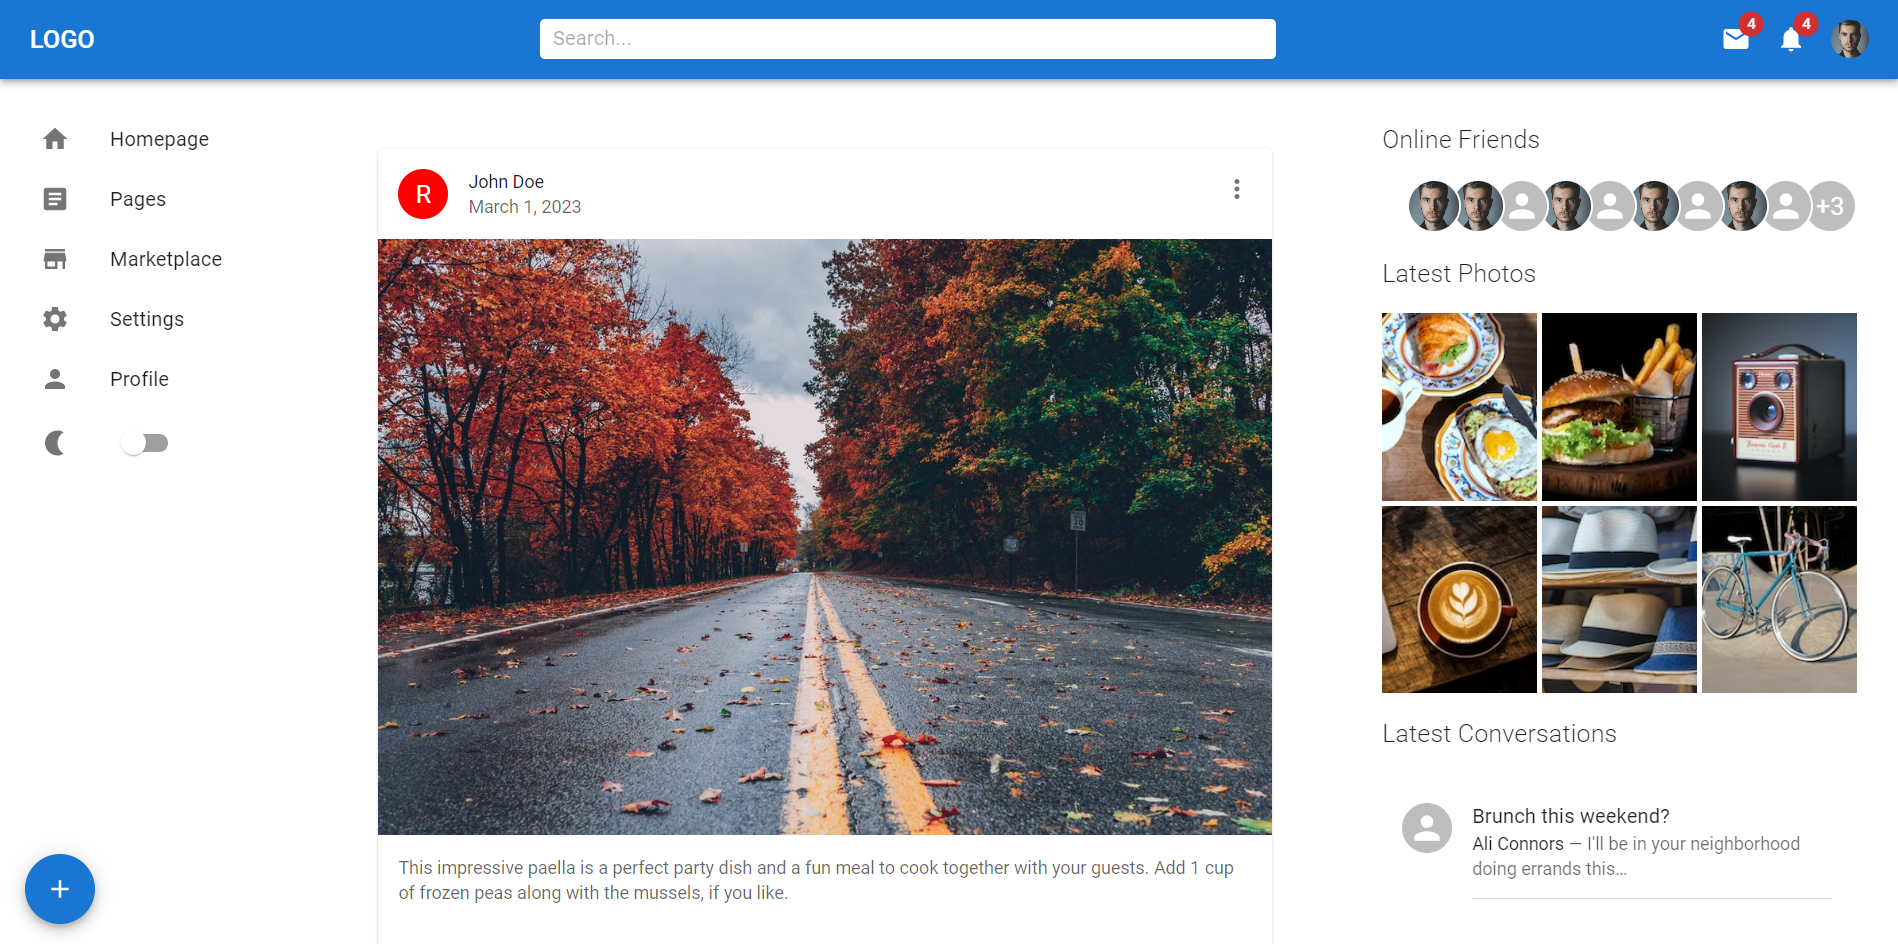 LOGO
Search...
4
4
Homepage
Pages
Marketplace
Settings
Profile
R
John Doe
March 1, 2023
This impressive paella is a perfect party dish and a fun meal to cook together with your guests. Add 1 cup
of frozen peas along with the mussels, if you like.
Online Friends
+3
Latest Photos
Latest Conversations
Brunch this weekend?
Ali Connors — I'll be in your neighborhood
doing errands this…